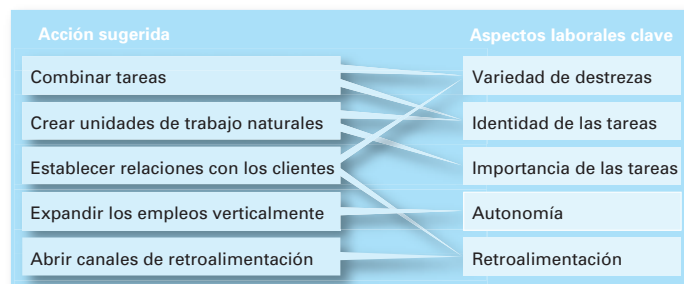 Acción sugerida
Aspectos laborales clave
Combinar tareas
Variedad de destrezas
Crear unidades de trabajo naturales
Identidad de las tareas
Establecer relaciones con los clientes
Importancia de las tareas
Expandir los empleos verticalmente
Autonomía
Abrir canales de retroalimentación
Retroalimentación